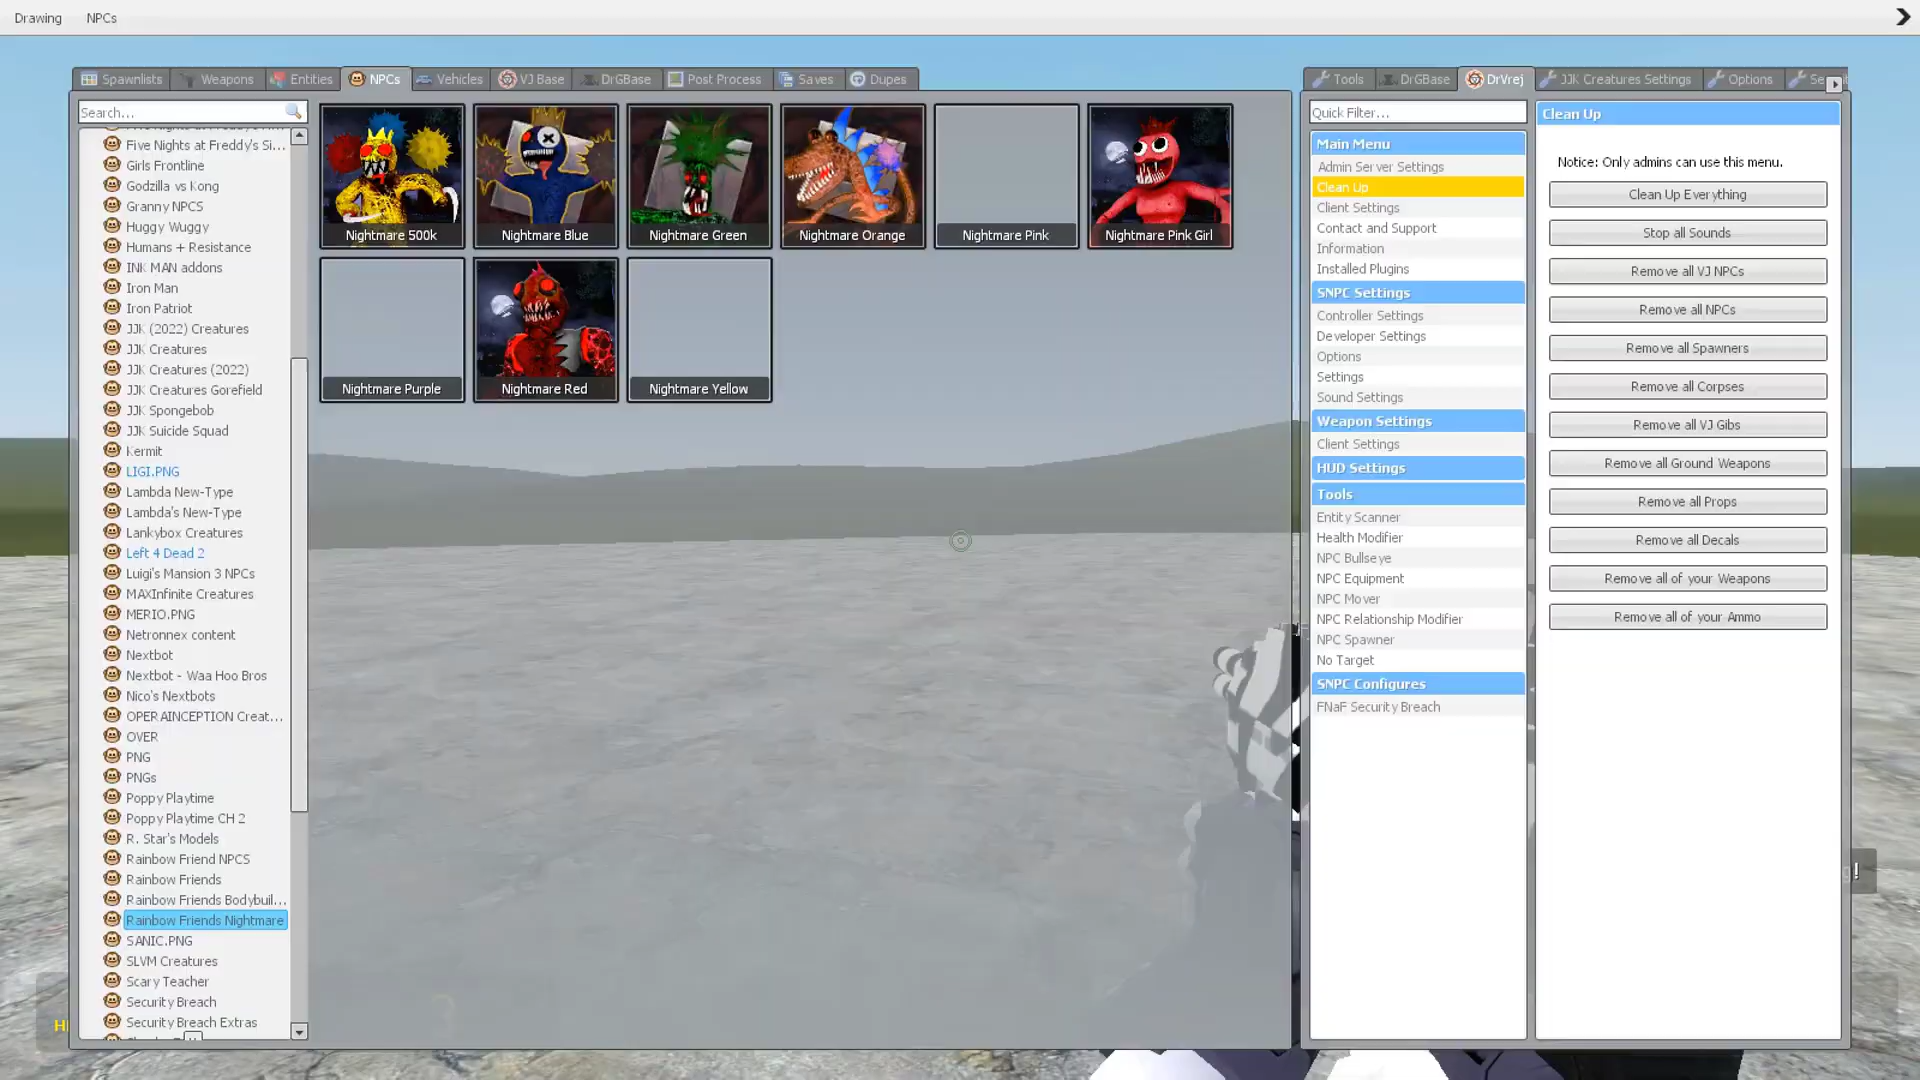 Drawing NPCs
Spawnlists Weapons Entities NPCs Vehicles VJ Base DrGBase Post Process Saves Dupes
Search...
Girls Frontline
Godzilla vs Kong
Granny NPCS
Huggy Wuggy
Humans + Resistance
INK MAN addons
Iron Man
Iron Patriot
JJK (2022) Creatures
JJK Creatures
JJK Creatures (2022)
JJK Creatures Gorefield
JJK Spongebob
JJK Suicide Squad
Kermit
LIGI.PNG
Lambda New-Type
Lambda's New-Type
Lankybox Creatures
Left 4 Dead 2
Luigi's Mansion 3 NPCs
MAXInfinite Creatures
MERIO.PNG
Netronnex content
Nextbot
Nextbot - Waa Hoo Bros
Nico's Nextbots
OPERAINCEPTION Creat...
OVER
PNG
PNGs
Poppy Playtime
Poppy Playtime CH 2
R. Star's Models
Rainbow Friend NPCS
Rainbow Friends
Rainbow Friends Bodybuil...
Rainbow Friends Nightmare
SANIC.PNG
SLVM Creatures
Scary Teacher
Security Breach
Security Breach Extras
Nightmare 500k
Nightmare Blue
Nightmare Green
Nightmare Orange
Nightmare Pink
Nightmare Pink Girl
Nightmare Purple
Nightmare Red
Nightmare Yellow
Tools DrGBase DrVrej JJK Creatures Settings Options Se
Quick Filter...
Main Menu
Admin Server Settings
Clean Up
Client Settings
Contact and Support
Information
Installed Plugins
SNPC Settings
Controller Settings
Developer Settings
Options
Settings
Sound Settings
Weapon Settings
Client Settings
HUD Settings
Tools
Entity Scanner
Health Modifier
NPC Bullseye
NPC Equipment
NPC Mover
NPC Relationship Modifier
NPC Spawner
No Target
SNPC Configures
FNaF Security Breach
Clean Up
Notice: Only admins can use this menu.
Clean Up Everything
Stop all Sounds
Remove all VJ NPCs
Remove all NPCs
Remove all Spawners
Remove all Corpses
Remove all VJ Gibs
Remove all Ground Weapons
Remove all Props
Remove all Decals
Remove all of your Weapons
Remove all of your Ammo